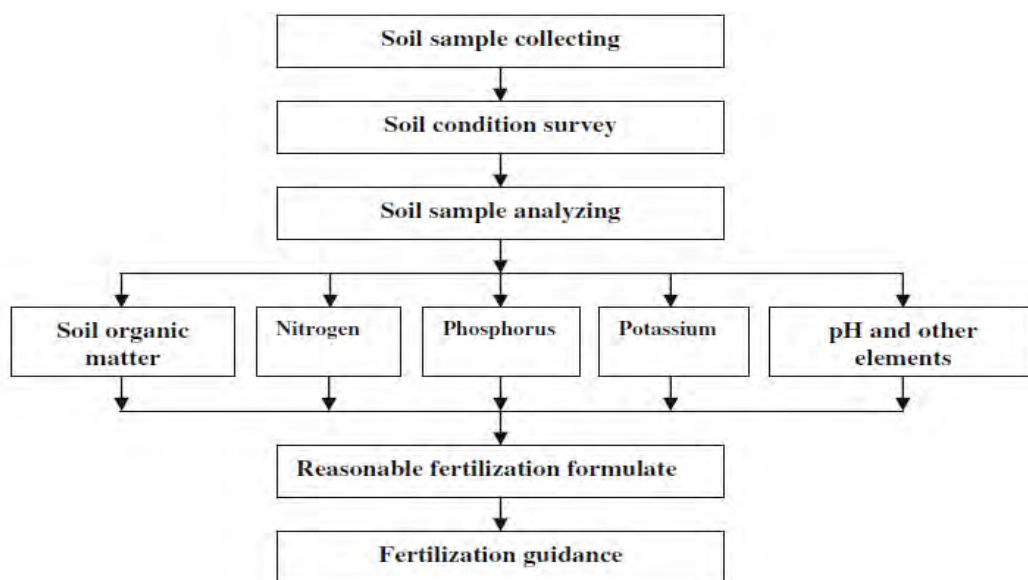 Soil sample collecting
Soil condition survey
Soil sample analyzing
Soil organic
matter
Nitrogen
Phosphorus
Potassium
pH and other
elements
Reasonable fertilization formulate
Fertilization guidance